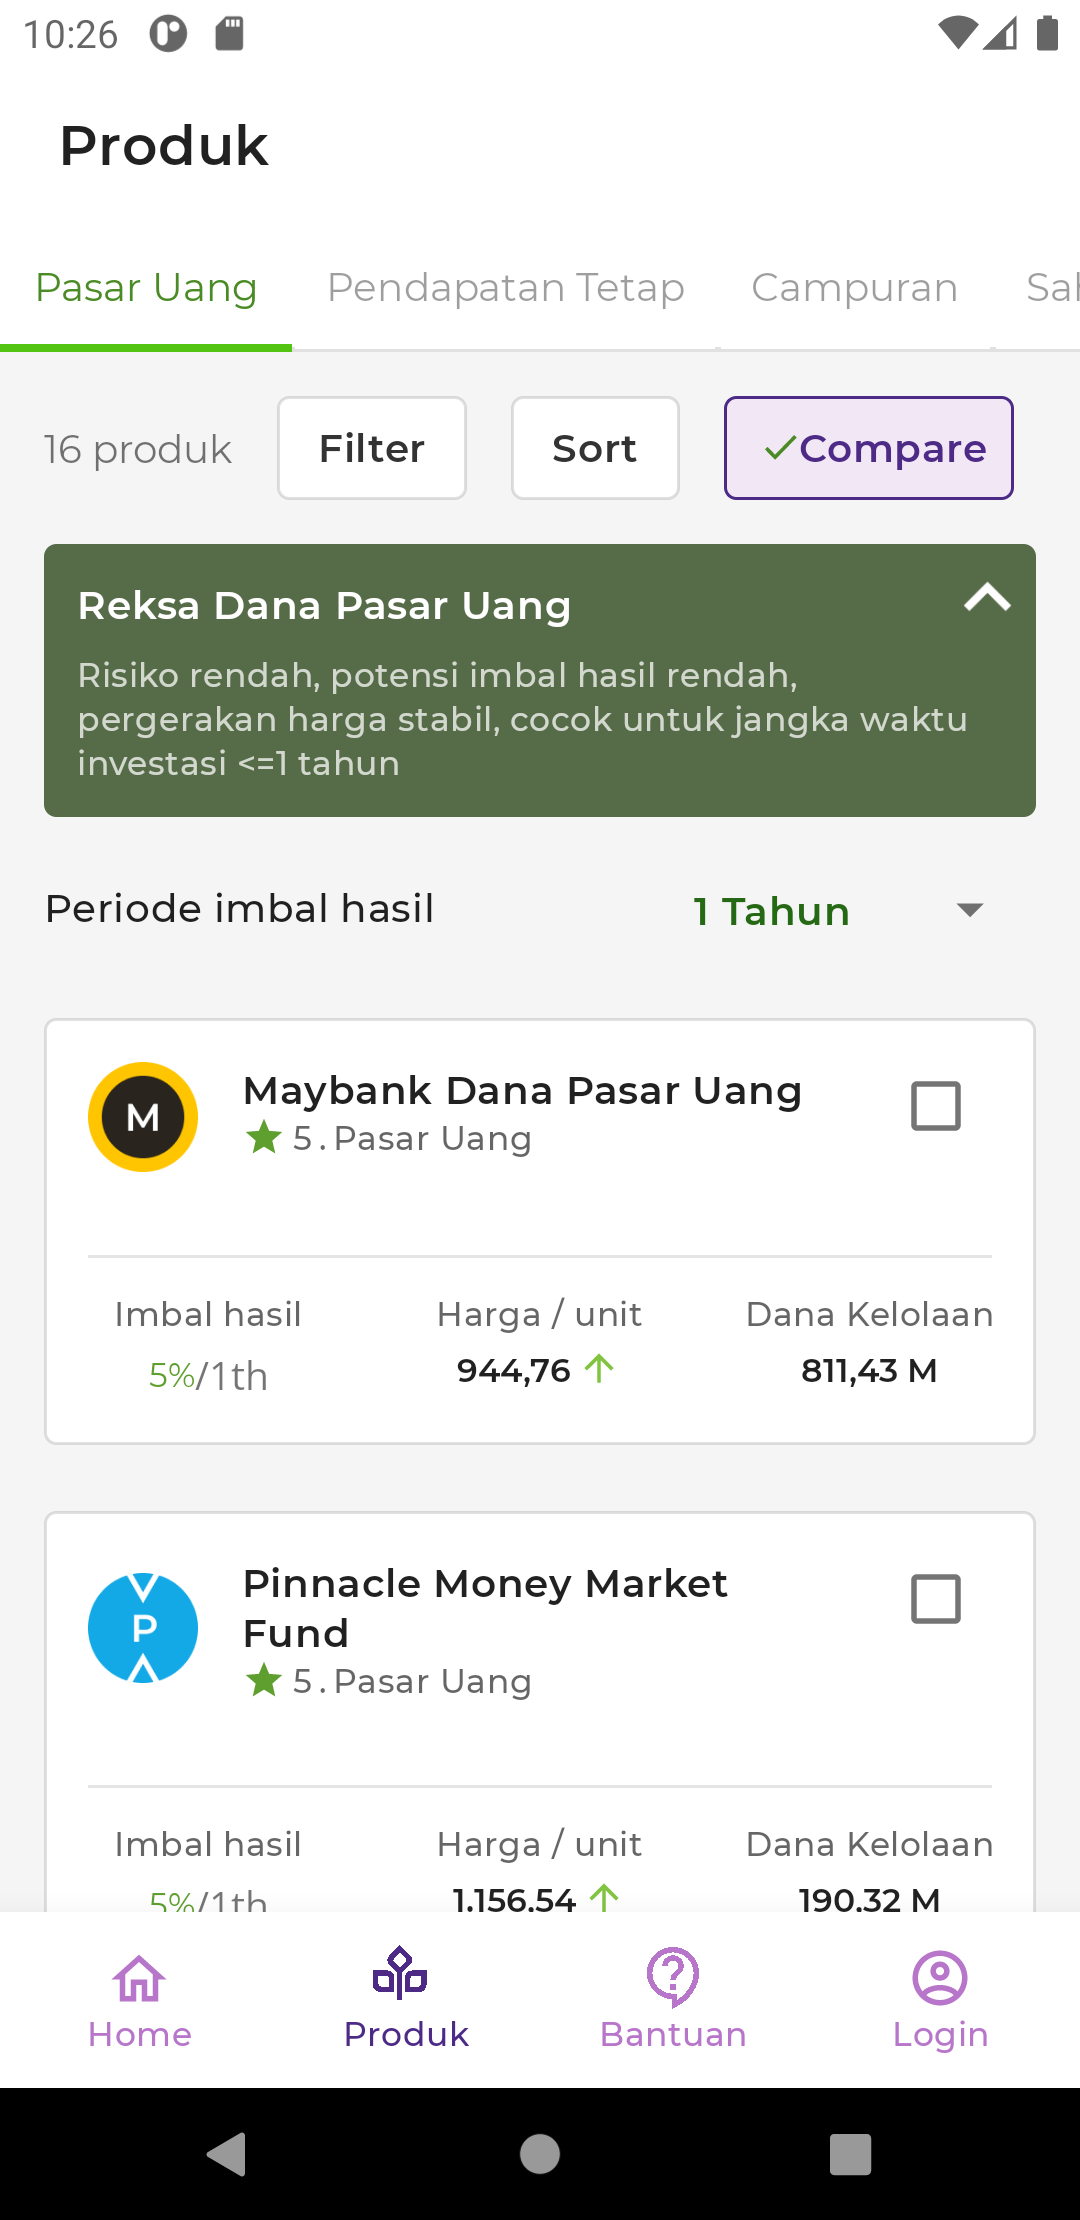 10:26
Produk
Pasar Uang Pendapatan Tetap Campuran
16 produk Filter Sort Compare
Reksa Dana Pasar Uang
Risiko rendah, potensi imbal hasil rendah,
pergerakan harga stabil, cocok untuk jangka waktu
investasi <=1 tahun
Periode imbal hasil 1 Tahun
M
Maybank Dana Pasar Uang
5 . Pasar Uang
Imbal hasil Harga / unit Dana Kelolaan
5%/1th 944,76 811,43 M
P
Pinnacle Money Market
Fund
5 . Pasar Uang
Imbal hasil Harga / unit Dana Kelolaan
5%/1th 1.156,54 190,32 M
Home Produk Bantuan Login